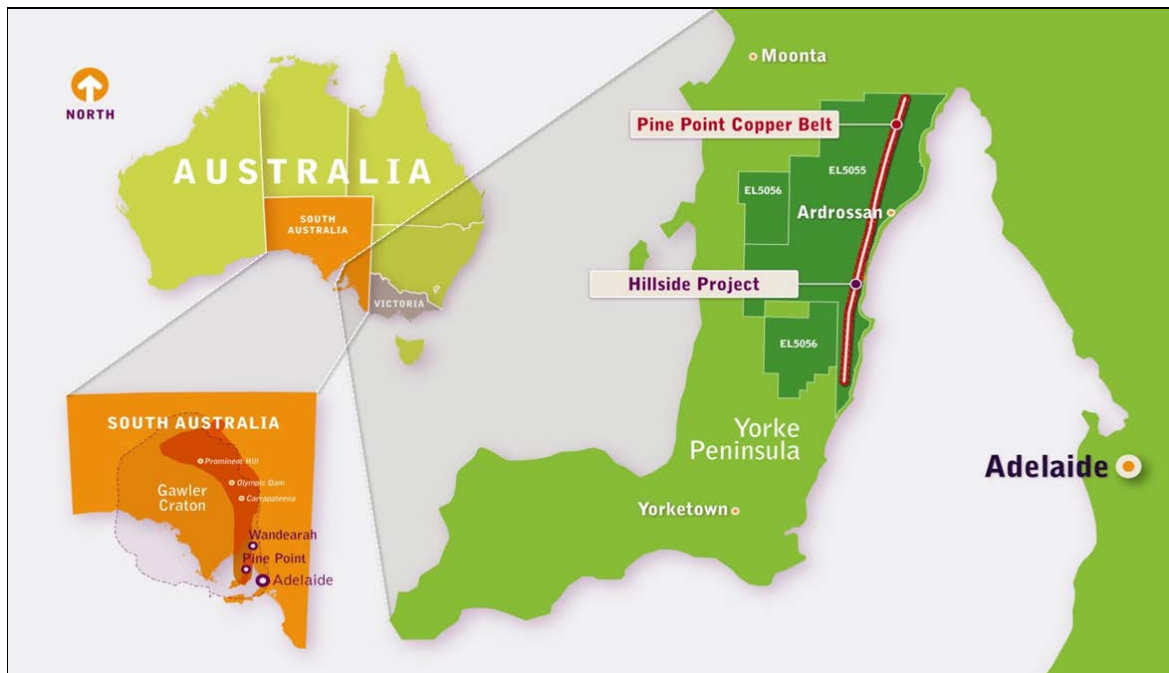 NORTH
AUSTRALIA
SOUTH
AUSTRALIA
VICTORIA
SOUTH AUSTRALIA
Prominent Hill
Olympic Dam
Carrapateena
Gawler
Craton
Wandearah
Pine Point
Adelaide
Moonta
Pine Point Copper Belt
EL5055
EL5056
Ardrossan
Hillside Project
EL5056
Yorke
Peninsula
Adelaide
Yorketown